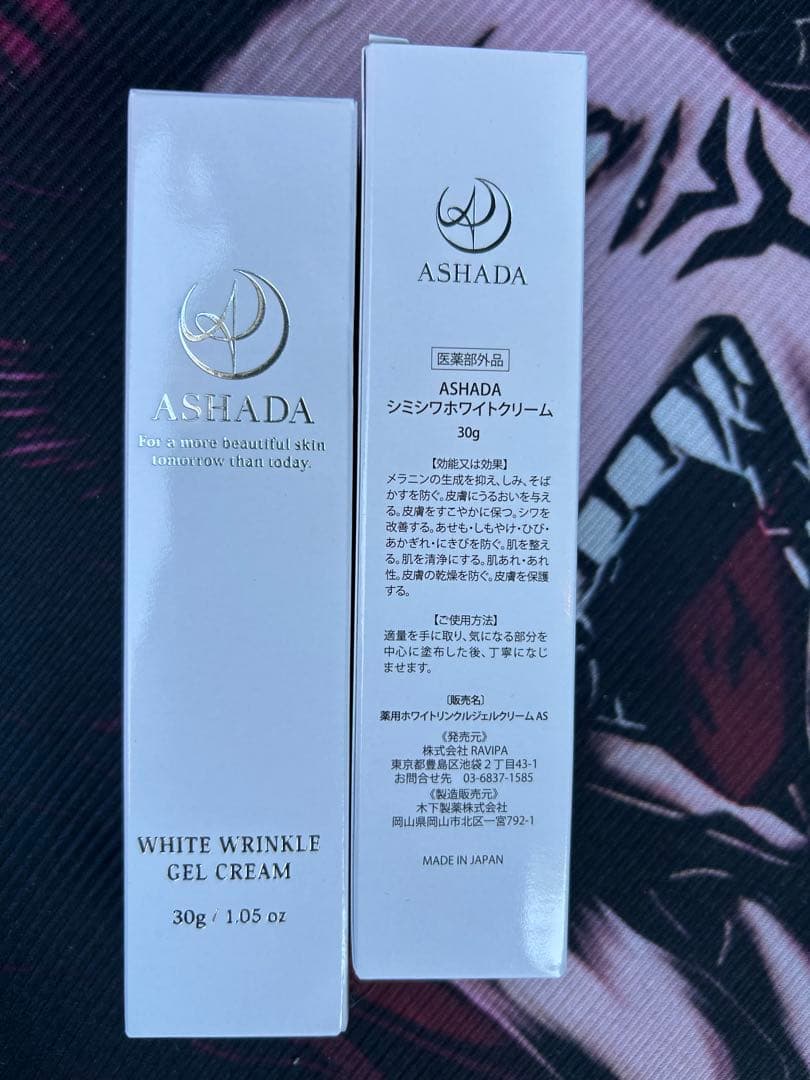 ASHADA
For a more beautiful skin
tomorrow than today.
WHITE WRINKLE
GEL CREAM
30g / 1.05 oz
ASHADA
医薬部外品
ASHADA
シミシワホワイトクリーム
30g
【効能又は効果】
メラニンの生成を抑え、しみ、そば
かすを防ぐ。皮膚にうるおいを与え
る。皮膚をすこやかに保つ。シワを
改善する。あせも・しもやけ・ひび・
あかぎれ・にきびを防ぐ。肌を整え
る。肌を清浄にする。肌あれ・あれ
性。皮膚の乾燥を防ぐ。皮膚を保護
する。
【ご使用方法】
適量を手に取り、気になる部分を
中心に塗布した後、丁寧になじ
ませます。
〔販売名〕
薬用ホワイトリンクルジェルクリーム AS
《発売元》
株式会社 RAVIPA
東京都豊島区池袋2丁目43-1
お問合せ先 03-6837-1585
《製造販売元》
木下製薬株式会社
岡山県岡山市北区一宮792-1
MADE IN JAPAN